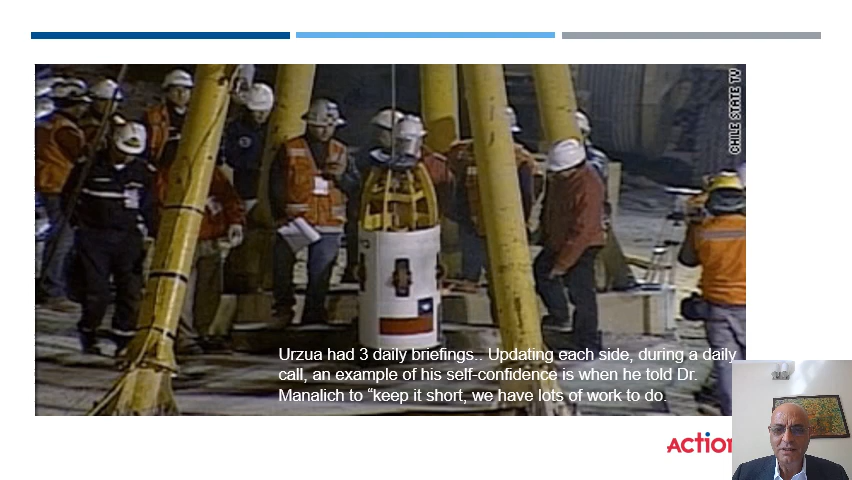 CHILE STATE TV
Urzua had 3 daily briefings.. Updating each side, during a daily
call, an example of his self-confidence is when he told Dr.
Manalich to “keep it short, we have lots of work to do.
ACTION